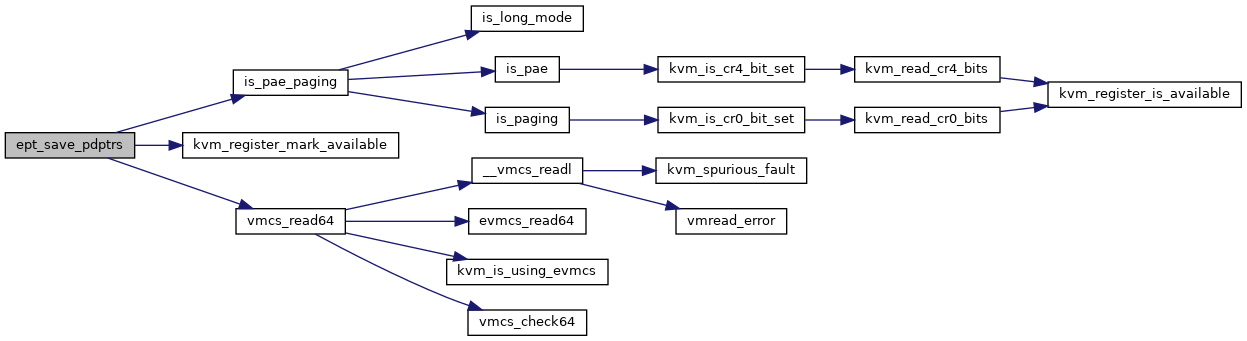 is_long_mode
is_pae_paging
is_pae
kvm_is_cr4_bit_set
kvm_read_cr4_bits
kvm_register_is_available
is_paging
kvm_is_cr0_bit_set
kvm_read_cr0_bits
ept_save_pdptrs
kvm_register_mark_available
__vmcs_readl
kvm_spurious_fault
vmcs_read64
evmcs_read64
vmread_error
kvm_is_using_evmcs
vmcs_check64